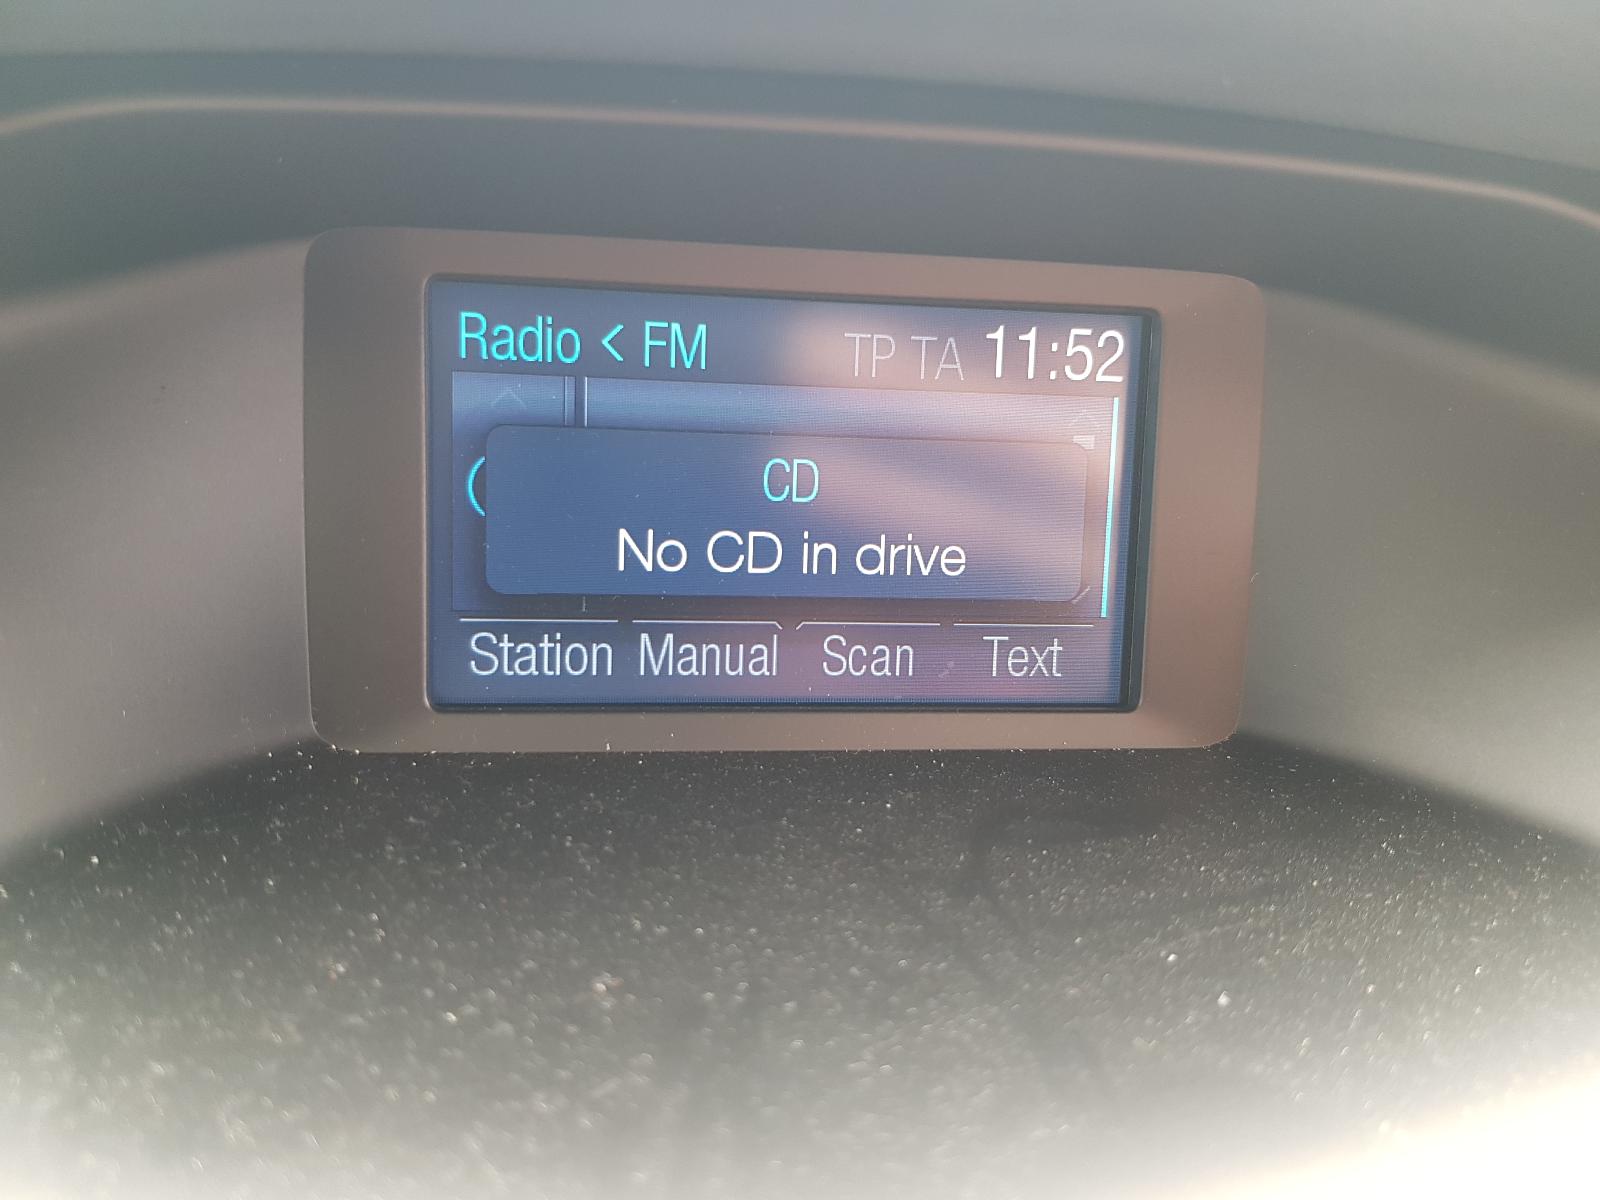 Radio < FM TP TA 11:52
CD
No CD in drive
Station Manual Scan Text